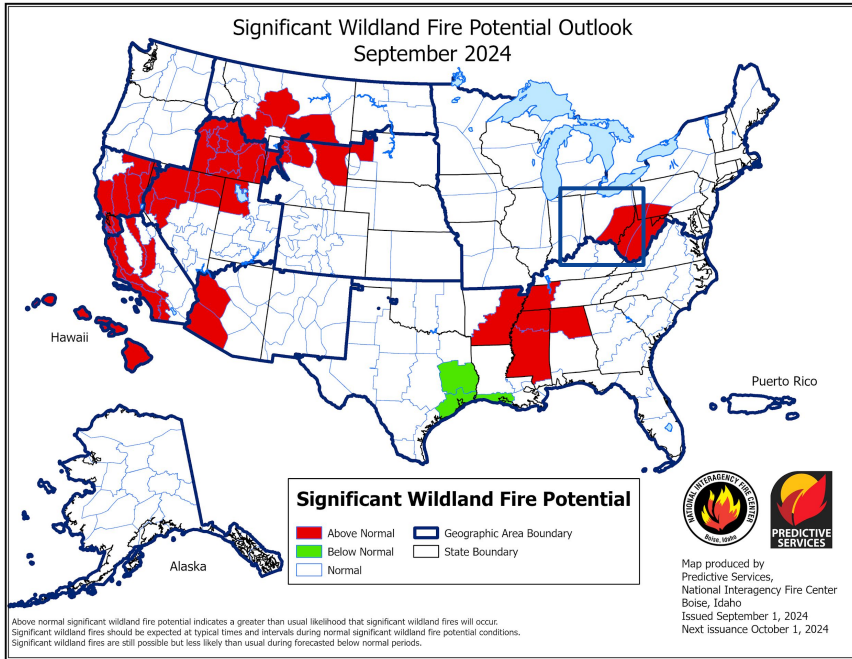 Significant Wildland Fire Potential Outlook
September 2024
Hawaii
Puerto Rico
Alaska
Significant Wildland Fire Potential
Above Normal
Below Normal
Normal
Geographic Area Boundary
State Boundary
NATIONAL INTERAGENCY FIRE CENTER
Boise, Idaho
PREDICTIVE
SERVICES
Map produced by
Predictive Services,
National Interagency Fire Center
Boise, Idaho
Issued September 1, 2024
Next issuance October 1, 2024
Above normal significant wildland fire potential indicates a greater than usual likelihood that significant wildland fires will occur.
Significant wildland fires should be expected at typical times and intervals during normal significant wildland fire potential conditions.
Significant wildland fires are still possible but less likely than usual during forecasted below normal periods.